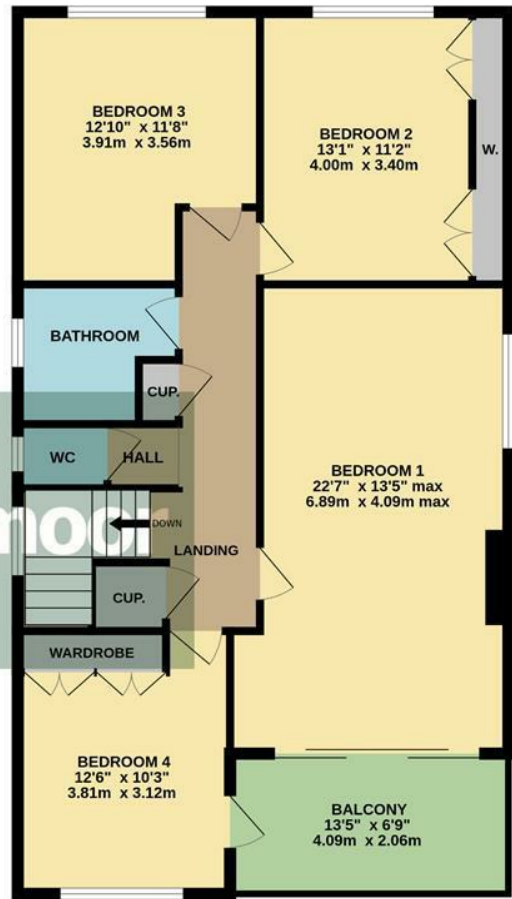 BEDROOM 3
12'10" x 11'8"
3.91m x 3.56m
BEDROOM 2
13'1" x 11'2"
4.00m x 3.40m
W.
BATHROOM
CUP.
WC
HALL
BEDROOM 1
22'7" x 13'5" max
6.89m x 4.09m max
moor
DOWN
LANDING
CUP.
WARDROBE
BEDROOM 4
12'6" x 10'3"
3.81m x 3.12m
BALCONY
13'5" x 6'9"
4.09m x 2.06m